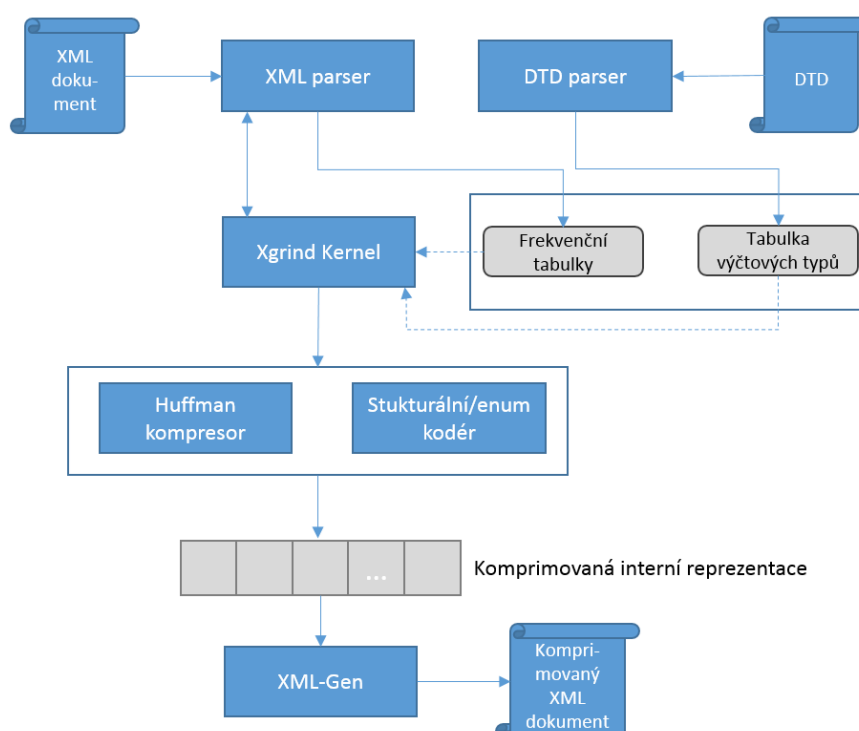 XML
doku-
ment
XML parser
DTD parser
DTD
Xgrind Kernel
Frekvenční
tabulky
Tabulka
výčtových typů
Huffman
kompresor
Stukturální/enum
kodér
...
Komprimovaná interní reprezentace
XML-Gen
Kompri-
movaný
XML
dokument